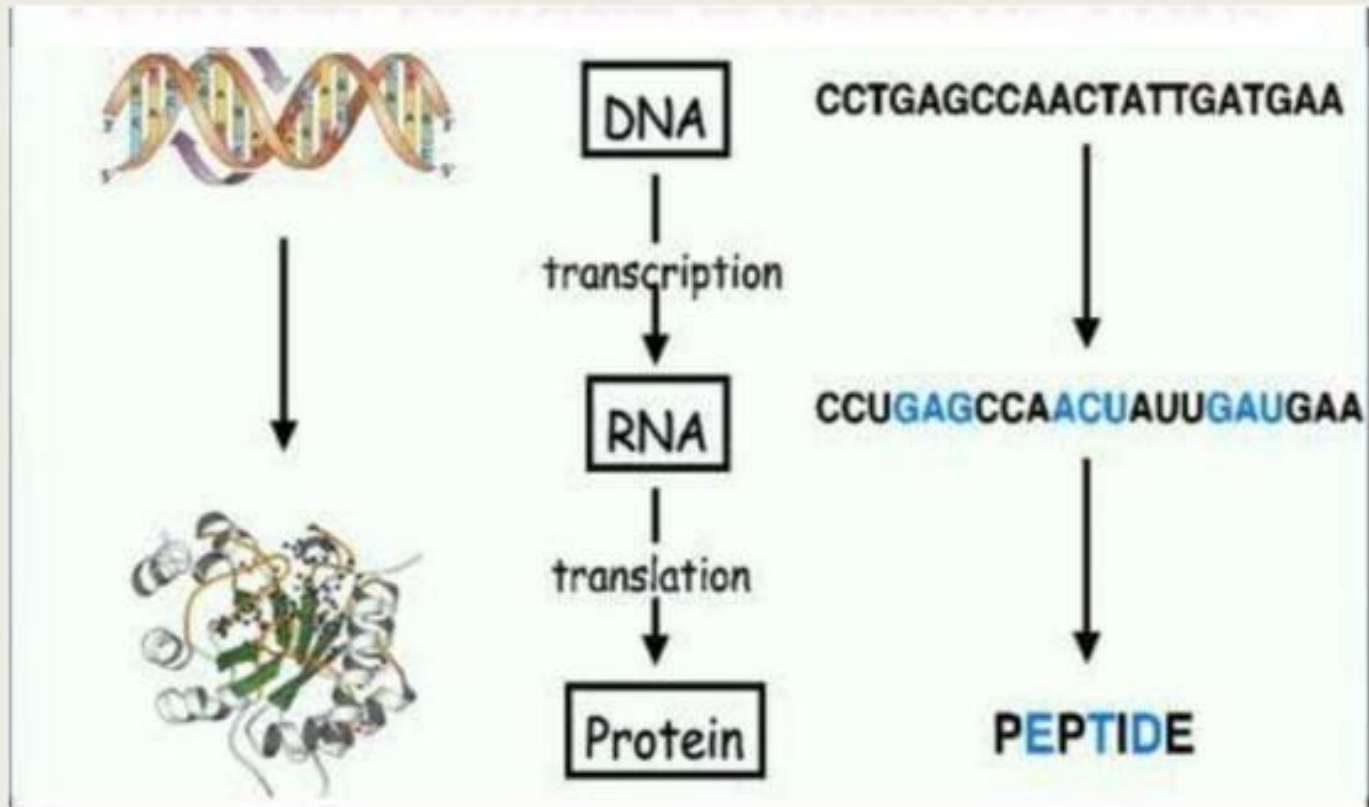 DNA
CCTGAGCCAACTATTGATGAA
transcription
RNA
CCUGAGCCAACUAUUGAUGAA
translation
Protein
PEPTIDE